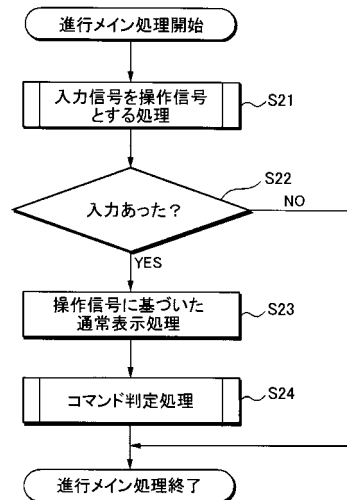 進行メイン処理開始
入力信号を操作信号
とする処理
S21
入力あった？
S22
NO
YES
操作信号に基づいた
通常表示処理
S23
コマンド判定処理
S24
進行メイン処理終了